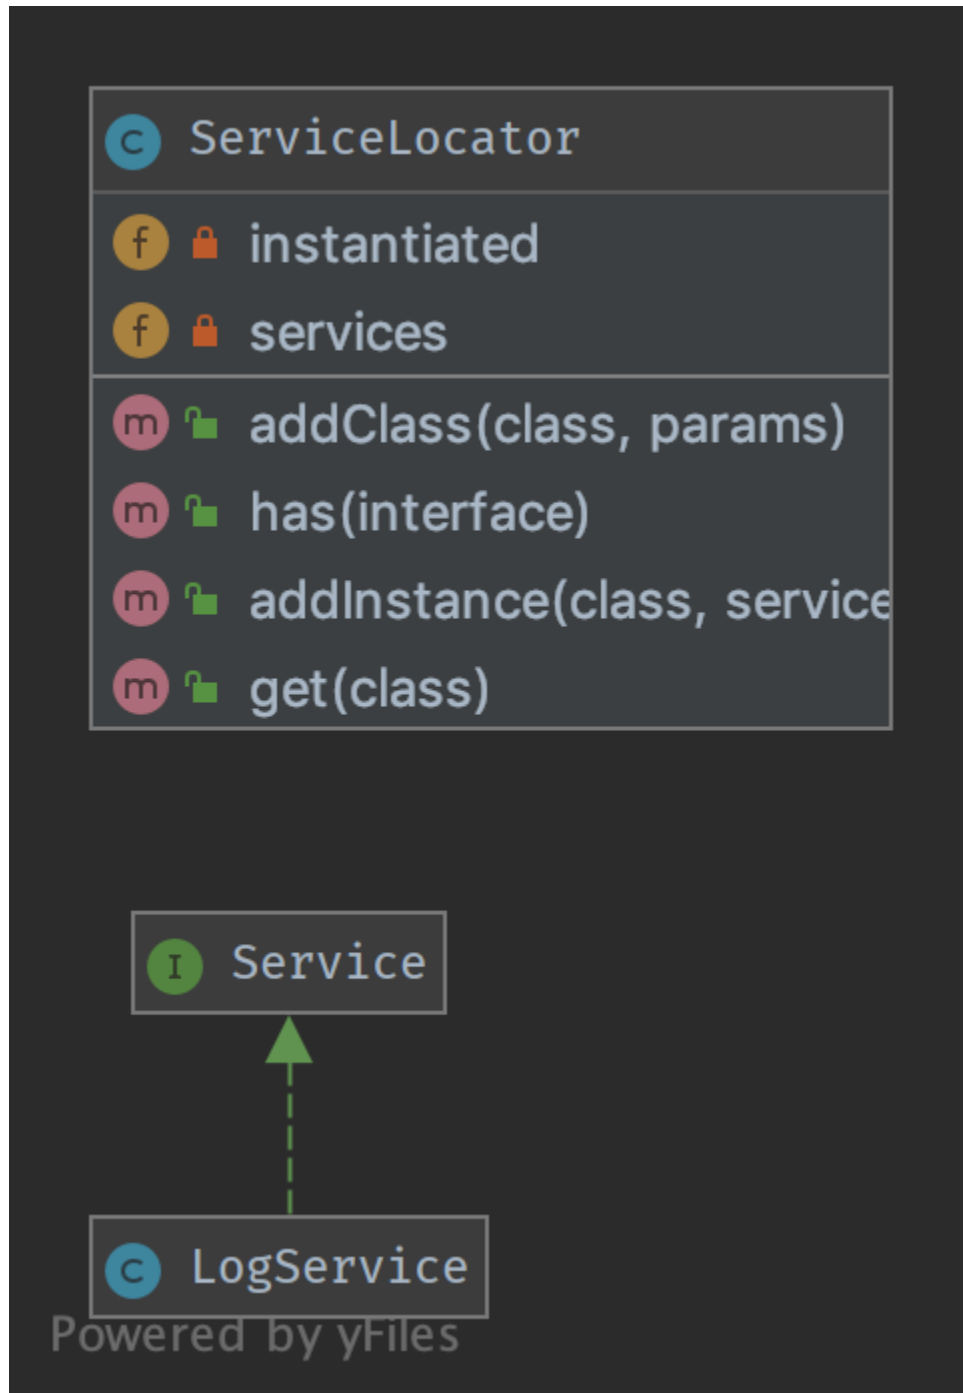 C ServiceLocator
f instantiated
f services
m addClass(class, params)
m has(interface)
m addInstance(class, service
m get(class)
I Service
C LogService
Powered by yFiles